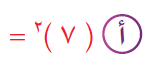 أ ( ٧ )٢ =